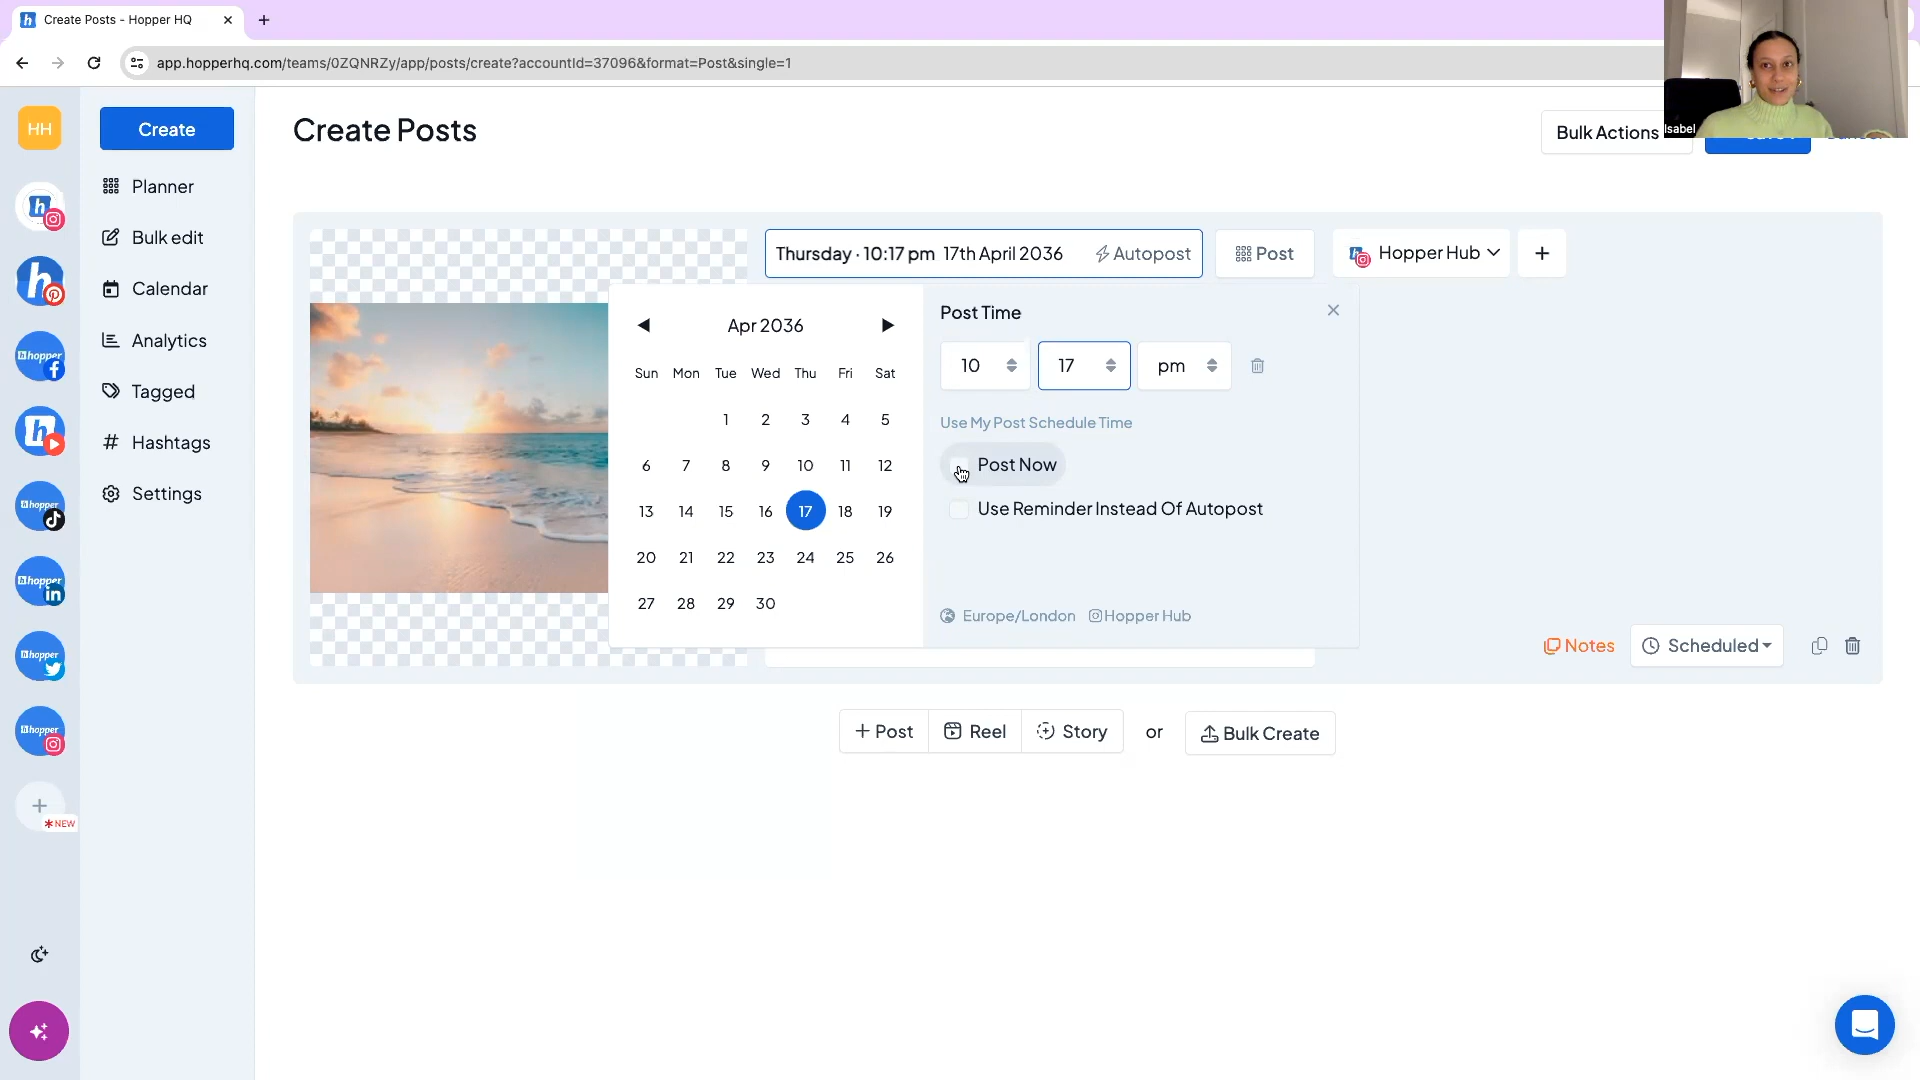 Create Posts - Hopper HQ
app.hopperhq.com/teams/0ZQNRZy/app/posts/create?accountId=37096&format=Post&single=1
HH
Create
Planner
Bulk edit
Calendar
Analytics
Tagged
# Hashtags
Settings
h
h
hopper
h
hopper
hopper
hopper
hopper
+
*NEW
Create Posts
Bulk Actions
Isabel
Thursday · 10:17 pm 17th April 2036
Autopost
Post
Hopper Hub
+
Apr 2036
Sun Mon Tue Wed Thu Fri Sat
1 2 3 4 5
6 7 8 9 10 11 12
13 14 15 16 17 18 19
20 21 22 23 24 25 26
27 28 29 30
Post Time
10 17 pm
Use My Post Schedule Time
Post Now
Use Reminder Instead Of Autopost
Europe/London Hopper Hub
Notes
Scheduled
+ Post
Reel
Story
or
Bulk Create